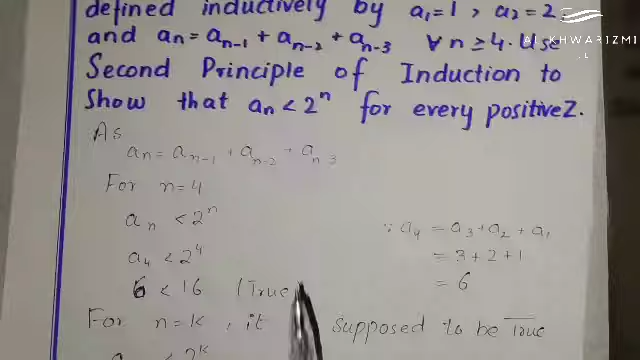 defined inductively by a₁=1, a₂=2,
and aₙ = aₙ₋₁ + aₙ₋₂ + aₙ₋₃ ∀ n ≥ 4. Use
AL KHWARIZMI
Second Principle of Induction to
Show that aₙ < 2ⁿ for every positive Z.
As
aₙ = aₙ₋₁ + aₙ₋₂ + aₙ₋₃
For n=4
aₙ < 2ⁿ
∵ a₄ = a₃ + a₂ + a₁
a₄ < 2⁴
= 3 + 2 + 1
6 < 16 (True
= 6
For n=k, it supposed to be True